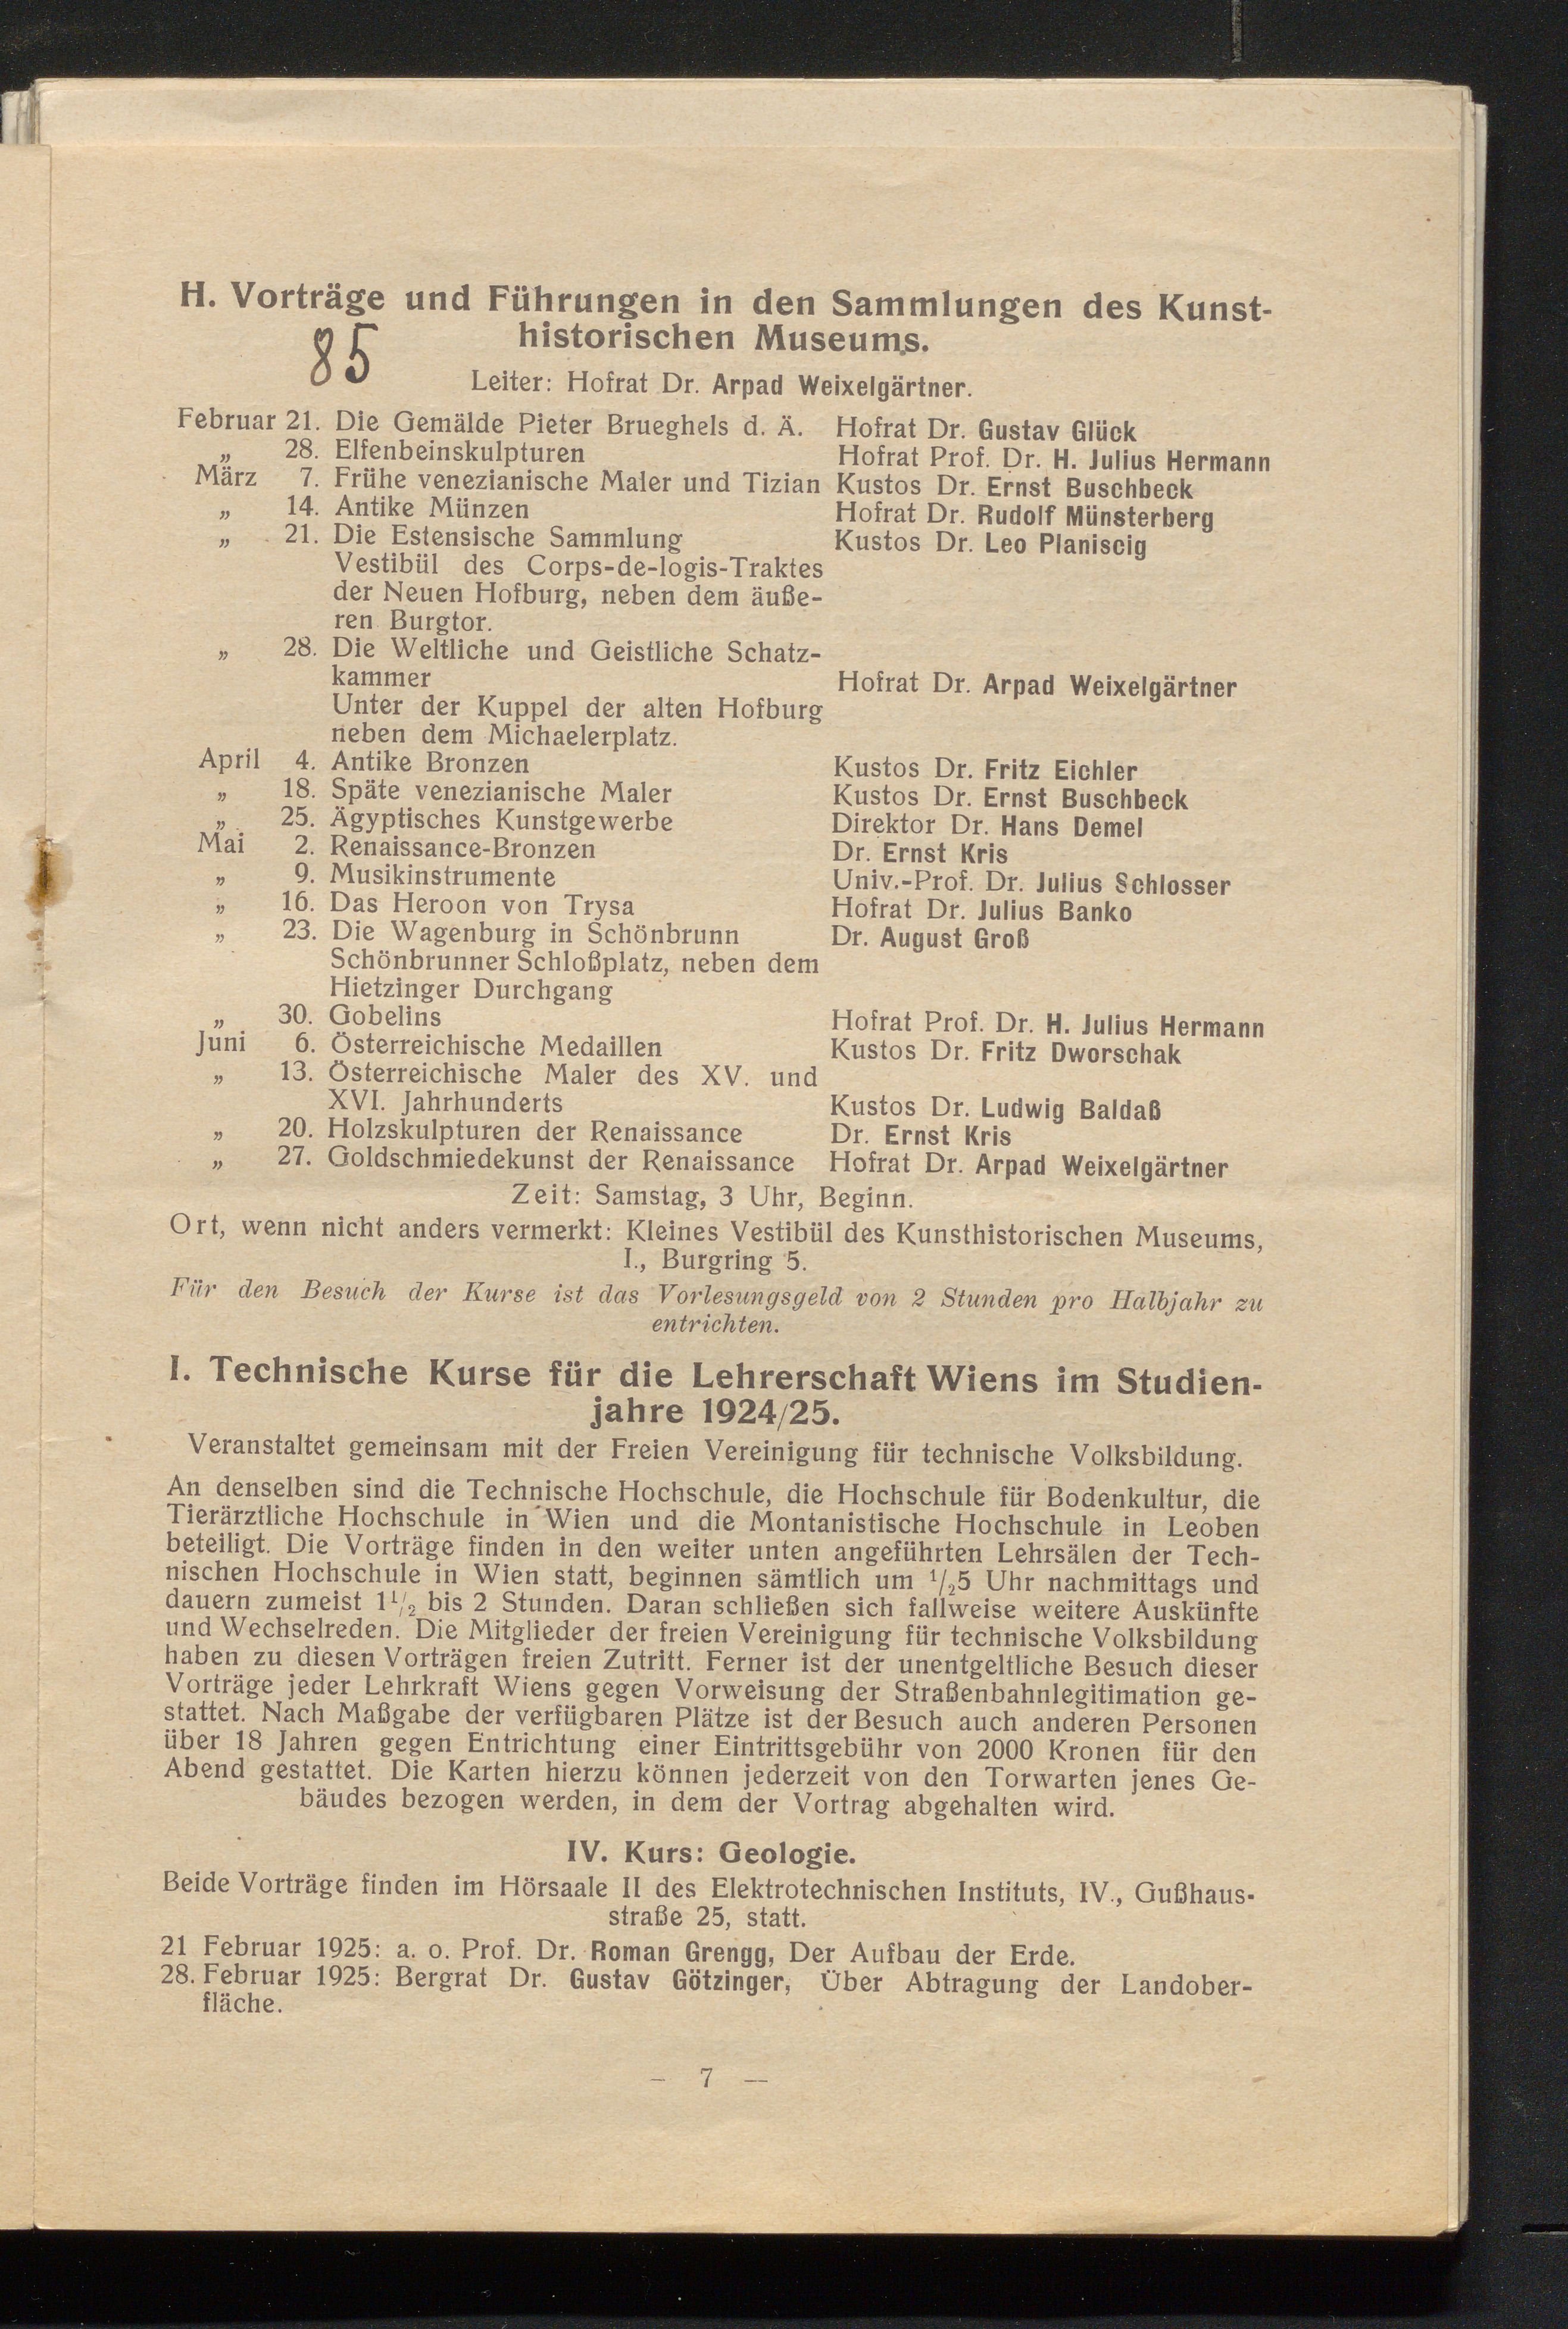 H. Vorträge und Führungen in den Sammlungen des Kunst-
historischen Museums.
85
Leiter: Hofrat Dr. Arpad Weixelgärtner.
Februar 21. Die Gemälde Pieter Brueghels d. Ä. Hofrat Dr. Gustav Glück
„ 28. Elfenbeinskulpturen Hofrat Prof. Dr. H. Julius Hermann
März 7. Frühe venezianische Maler und Tizian Kustos Dr. Ernst Buschbeck
„ 14. Antike Münzen Hofrat Dr. Rudolf Münsterberg
„ 21. Die Estensische Sammlung Kustos Dr. Leo Planiscig
Vestibül des Corps-de-logis-Traktes
der Neuen Hofburg, neben dem äuße-
ren Burgtor.
„ 28. Die Weltliche und Geistliche Schatz-
kammer Hofrat Dr. Arpad Weixelgärtner
Unter der Kuppel der alten Hofburg
neben dem Michaelerplatz.
April 4. Antike Bronzen Kustos Dr. Fritz Eichler
„ 18. Späte venezianische Maler Kustos Dr. Ernst Buschbeck
„ 25. Ägyptisches Kunstgewerbe Direktor Dr. Hans Demel
Mai 2. Renaissance-Bronzen Dr. Ernst Kris
„ 9. Musikinstrumente Univ.-Prof. Dr. Julius Schlosser
„ 16. Das Heroon von Trysa Hofrat Dr. Julius Banko
„ 23. Die Wagenburg in Schönbrunn Dr. August Groß
Schönbrunner Schloßplatz, neben dem
Hietzinger Durchgang
„ 30. Gobelins Hofrat Prof. Dr. H. Julius Hermann
Juni 6. Österreichische Medaillen Kustos Dr. Fritz Dworschak
„ 13. Österreichische Maler des XV. und
XVI. Jahrhunderts Kustos Dr. Ludwig Baldaß
„ 20. Holzskulpturen der Renaissance Dr. Ernst Kris
„ 27. Goldschmiedekunst der Renaissance Hofrat Dr. Arpad Weixelgärtner
Zeit: Samstag, 3 Uhr, Beginn.
Ort, wenn nicht anders vermerkt: Kleines Vestibül des Kunsthistorischen Museums,
I., Burgring 5.
Für den Besuch der Kurse ist das Vorlesungsgeld von 2 Stunden pro Halbjahr zu
entrichten.
I. Technische Kurse für die Lehrerschaft Wiens im Studien-
jahre 1924/25.
Veranstaltet gemeinsam mit der Freien Vereinigung für technische Volksbildung.
An denselben sind die Technische Hochschule, die Hochschule für Bodenkultur, die
Tierärztliche Hochschule in Wien und die Montanistische Hochschule in Leoben
beteiligt. Die Vorträge finden in den weiter unten angeführten Lehrsälen der Tech-
nischen Hochschule in Wien statt, beginnen sämtlich um 1/25 Uhr nachmittags und
dauern zumeist 11/2 bis 2 Stunden. Daran schließen sich fallweise weitere Auskünfte
und Wechselreden. Die Mitglieder der freien Vereinigung für technische Volksbildung
haben zu diesen Vorträgen freien Zutritt. Ferner ist der unentgeltliche Besuch dieser
Vorträge jeder Lehrkraft Wiens gegen Vorweisung der Straßenbahnlegitimation ge-
stattet. Nach Maßgabe der verfügbaren Plätze ist der Besuch auch anderen Personen
über 18 Jahren gegen Entrichtung einer Eintrittsgebühr von 2000 Kronen für den
Abend gestattet. Die Karten hierzu können jederzeit von den Torwarten jenes Ge-
bäudes bezogen werden, in dem der Vortrag abgehalten wird.
IV. Kurs: Geologie.
Beide Vorträge finden im Hörsaale II des Elektrotechnischen Instituts, IV., Gußhaus-
straße 25, statt.
21 Februar 1925: a. o. Prof. Dr. Roman Grengg, Der Aufbau der Erde.
28. Februar 1925: Bergrat Dr. Gustav Götzinger, Über Abtragung der Landober-
fläche.
— 7 —